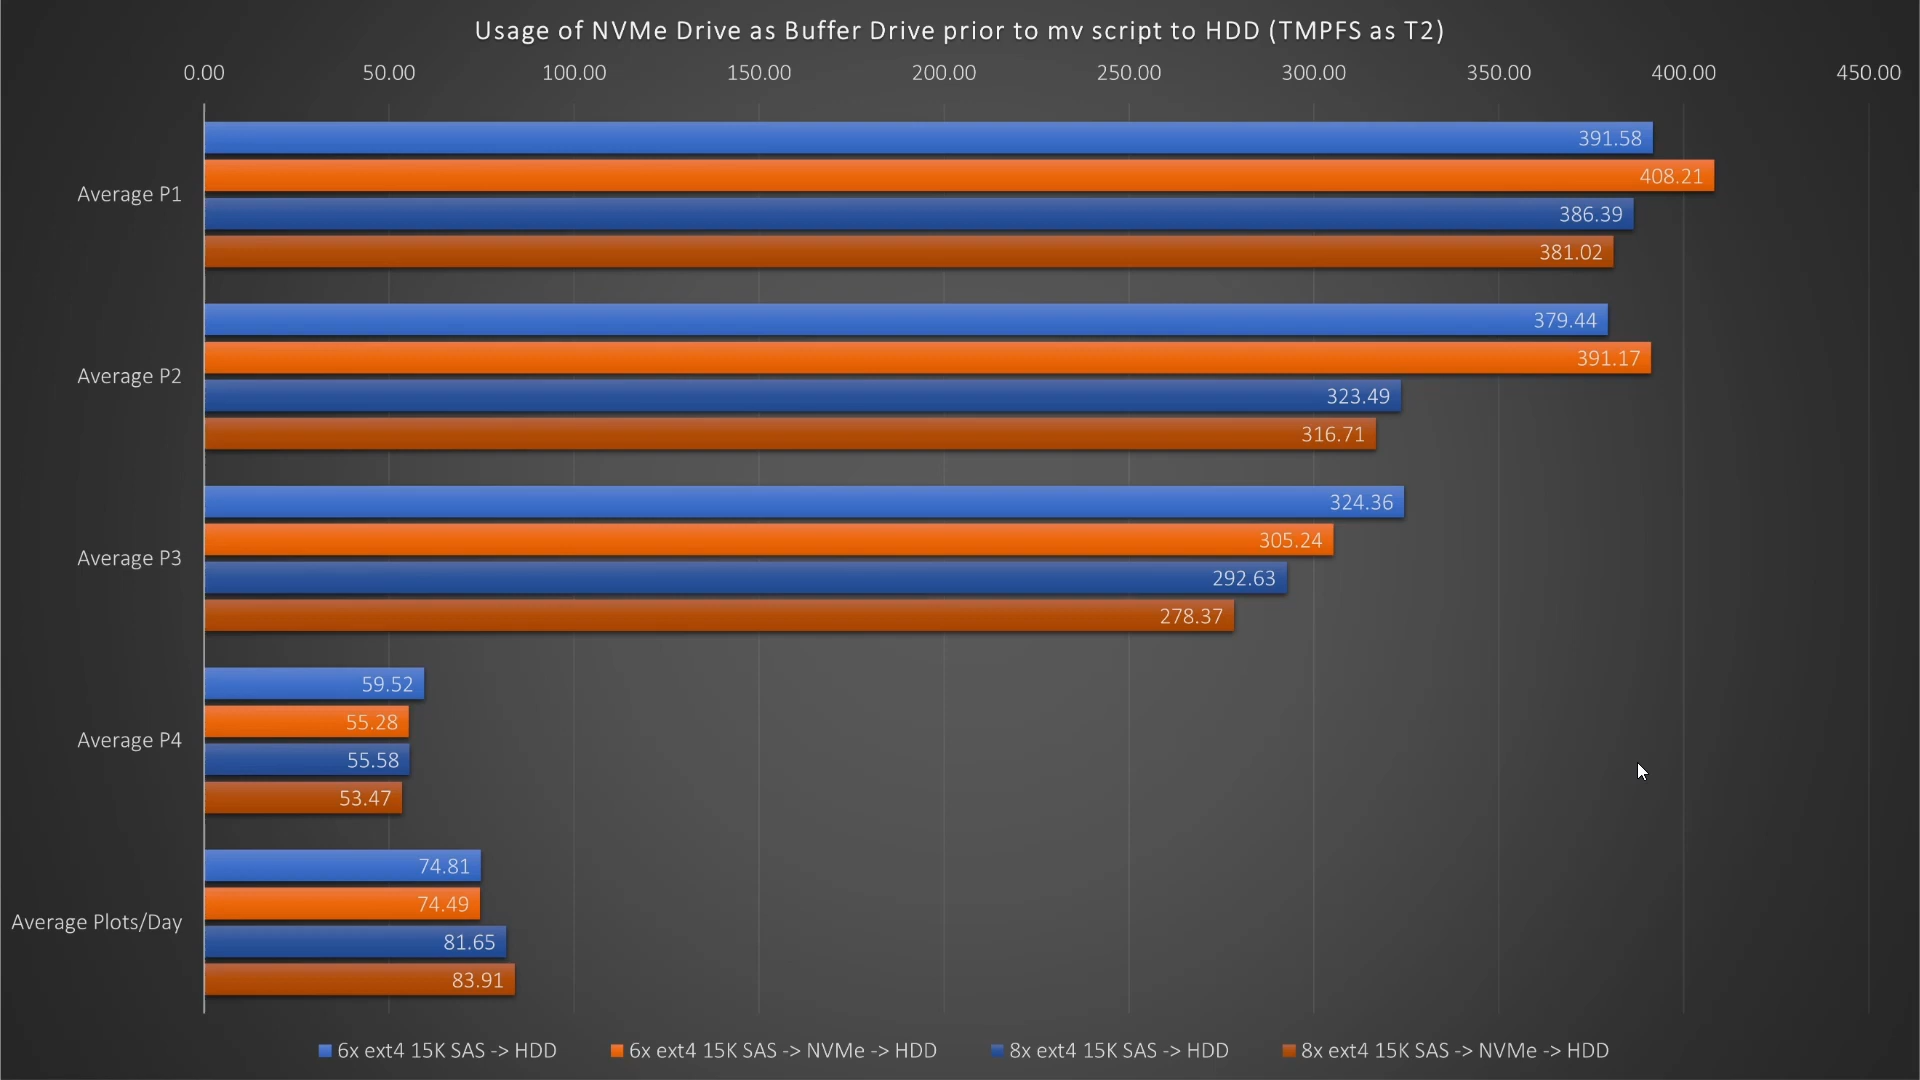 Usage of NVMe Drive as Buffer Drive prior to mv script to HDD (TMPFS as T2)
0.00 50.00 100.00 150.00 200.00 250.00 300.00 350.00 400.00 450.00
391.58
408.21
Average P1
386.39
381.02
379.44
391.17
Average P2
323.49
316.71
324.36
305.24
Average P3
292.63
278.37
59.52
55.28
Average P4
55.58
53.47
74.81
74.49
Average Plots/Day
81.65
83.91
6x ext4 15K SAS -> HDD 6x ext4 15K SAS -> NVMe -> HDD 8x ext4 15K SAS -> HDD 8x ext4 15K SAS -> NVMe -> HDD